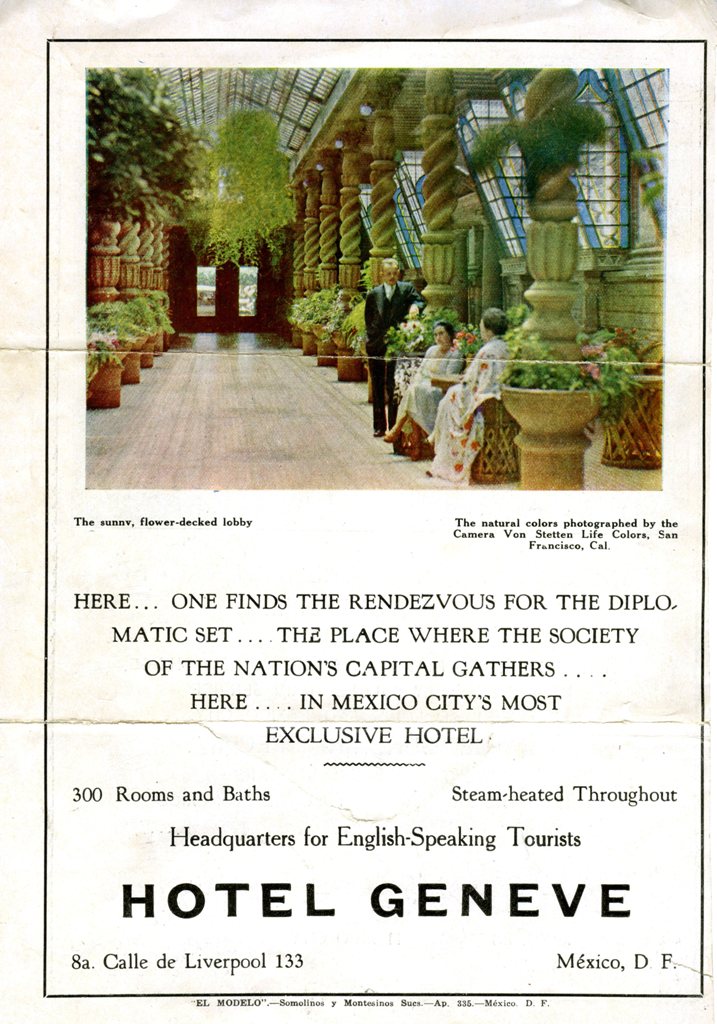 The sunny, flower-decked lobby
The natural colors photographed by the
Camera Von Stetten Life Colors, San
Francisco, Cal.
HERE... ONE FINDS THE RENDEZVOUS FOR THE DIPLO-
MATIC SET .... THE PLACE WHERE THE SOCIETY
OF THE NATION'S CAPITAL GATHERS ....
HERE .... IN MEXICO CITY'S MOST
EXCLUSIVE HOTEL.
300 Rooms and Baths
Steam-heated Throughout
Headquarters for English-Speaking Tourists
HOTEL GENEVE
8a. Calle de Liverpool 133
México, D. F.
"EL MODELO".—Somolinos y Montesinos Sucs.—Ap. 335.—México. D. F.